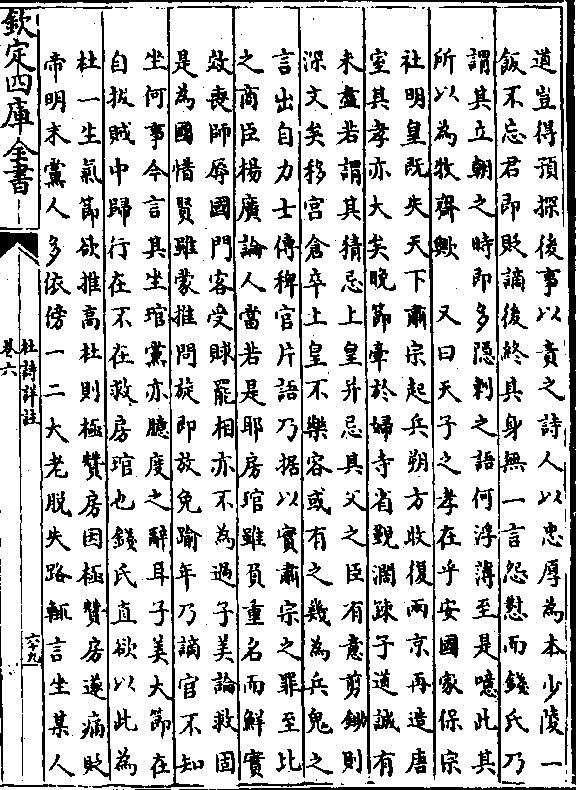 道豈得預探後事以責之詩人以忠厚為本少陵一
飯不忘君即貶謫後終其身無一言怨懟而錢氏乃
謂其立朝之時即多隱刺之語何浮薄至是噫此其
所以為牧齋歟　又曰天子之孝在乎安國家保宗
社明皇既失天下肅宗起兵朔方收復兩京再造唐
室其孝亦大矣晚節牽於婦寺省覲濶疎子道誠有
未盡若謂其猜忌上皇并忌其父之臣有意剪鋤則
深文矣移宮倉卒上皇不樂容或有之幾為兵鬼之
言出自力士傳稗官片語乃据以實肅宗之罪至比
之商臣楊廣論人當若是耶房琯雖負重名而鮮實
效喪師辱國門客受賕罷相亦不為過子美論救固
是為國惜賢雖蒙推問旋即放免踰年乃謫官不知
坐何事今言其坐琯黨亦臆度之辭耳子美大節在
自拔賊中歸行在不在救房琯也錢氏直欲以此為
杜一生氣節欲推高杜則極贊房因極贊房遂痛貶
帝明末黨人多依傍一二大老脱失路輒言坐某人
欽定四庫全書
杜詩詳註
卷六
六十九